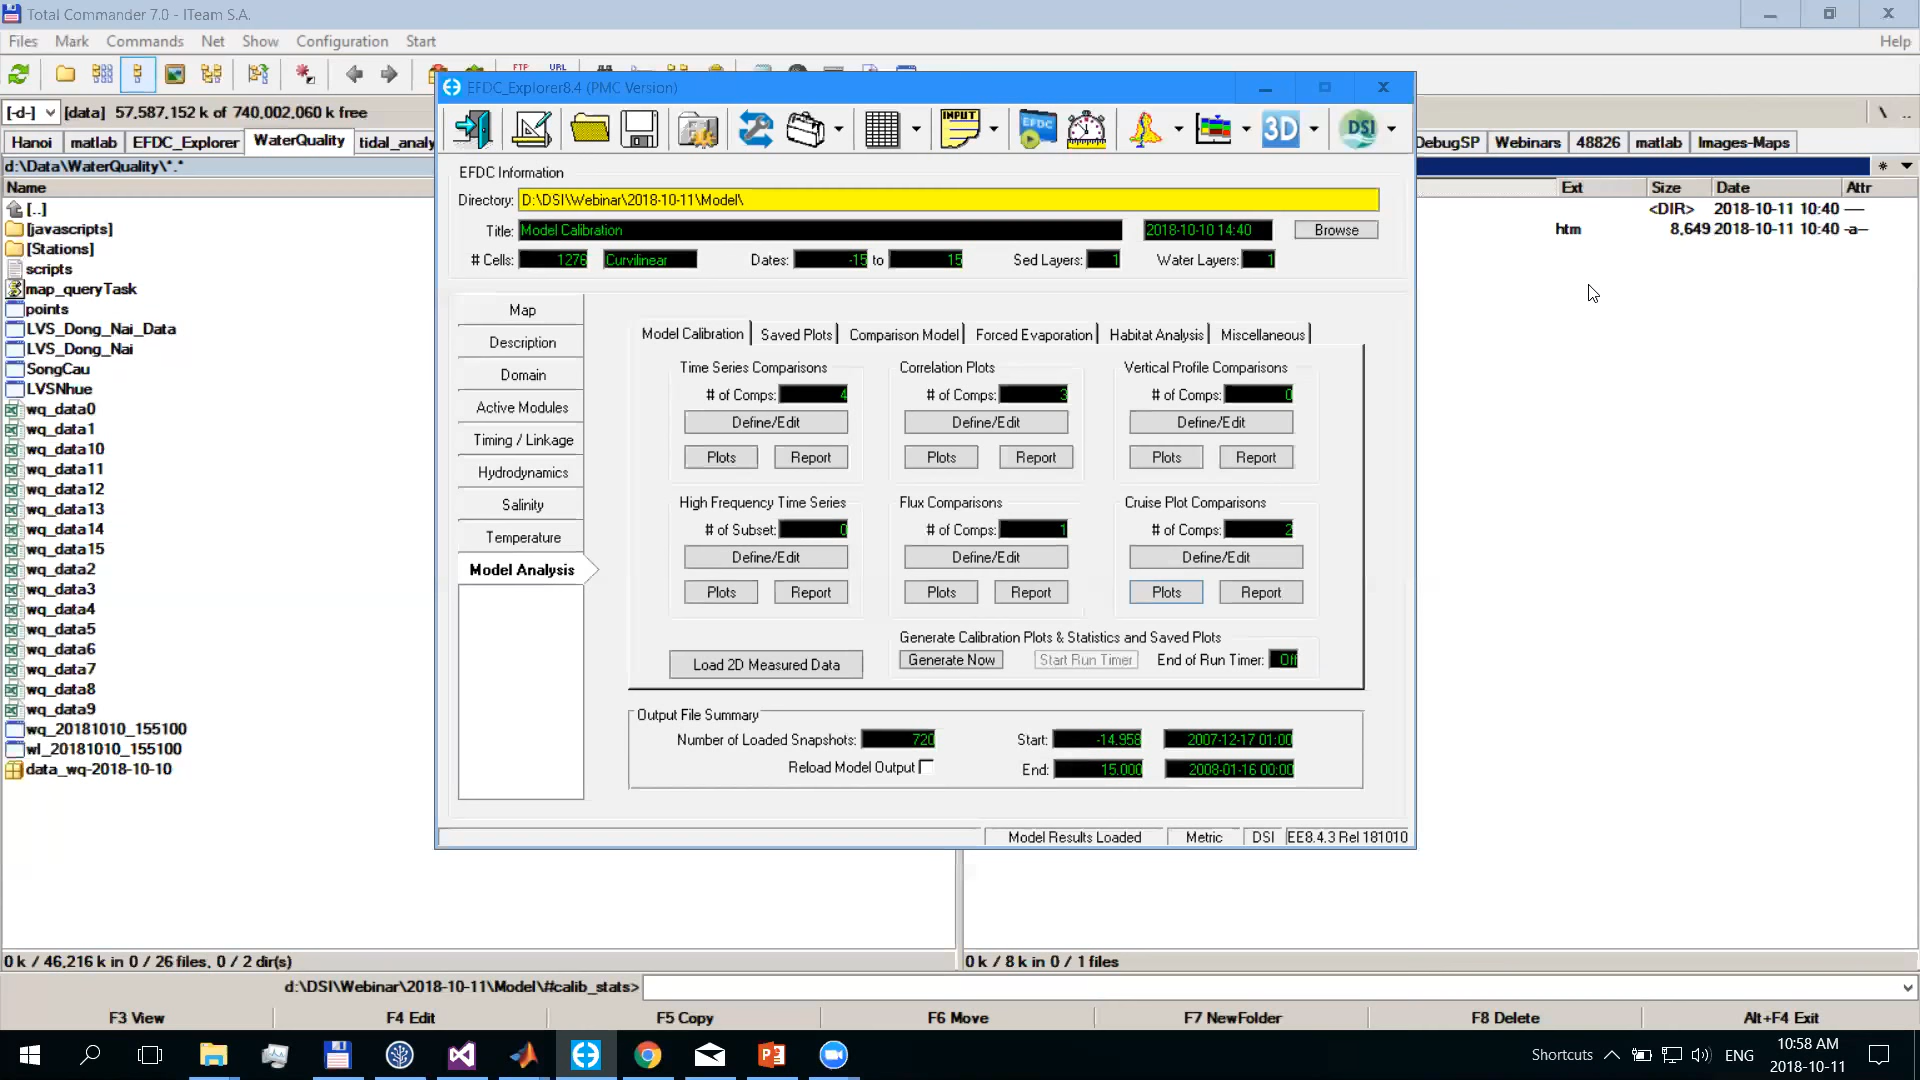 Total Commander 7.0 - ITeam S.A.
Files Mark Commands Net Show Configuration Start Help
FTP URL
[-d-] [data] 57,587,152 k of 740,002,060 k free \ ..
Hanoi matlab EFDC_Explorer WaterQuality tidal_analy DebugSP Webinars 48826 matlab Images-Maps
d:\Data\WaterQuality\*.* *
Name Ext Size Date Attr
[..] <DIR> 2018-10-11 10:40 ----
[javascripts] htm 8,649 2018-10-11 10:40 -a--
[Stations]
scripts
map_queryTask
points
LVS_Dong_Nai_Data
LVS_Dong_Nai
SongCau
LVSNhue
wq_data0
wq_data1
wq_data10
wq_data11
wq_data12
wq_data13
wq_data14
wq_data15
wq_data2
wq_data3
wq_data4
wq_data5
wq_data6
wq_data7
wq_data8
wq_data9
wq_20181010_155100
wl_20181010_155100
data_wq-2018-10-10
EFDC_Explorer8.4 (PMC Version)
INPUT EFDC 3D DSI
EFDC Information
Directory: D:\DSI\Webinar\2018-10-11\Model\
Title: Model Calibration 2018-10-10 14:40 Browse
# Cells: 1276 Curvilinear Dates: -15 to 15 Sed Layers: 1 Water Layers: 1
Map
Description
Domain
Active Modules
Timing / Linkage
Hydrodynamics
Salinity
Temperature
Model Analysis
Model Calibration Saved Plots Comparison Model Forced Evaporation Habitat Analysis Miscellaneous
Time Series Comparisons
# of Comps: 4
Define/Edit
Plots Report
Correlation Plots
# of Comps: 3
Define/Edit
Plots Report
Vertical Profile Comparisons
# of Comps: 0
Define/Edit
Plots Report
High Frequency Time Series
# of Subset: 0
Define/Edit
Plots Report
Flux Comparisons
# of Comps: 1
Define/Edit
Plots Report
Cruise Plot Comparisons
# of Comps: 2
Define/Edit
Plots Report
Load 2D Measured Data
Generate Calibration Plots & Statistics and Saved Plots
Generate Now Start Run Timer End of Run Timer: Off
Output File Summary
Number of Loaded Snapshots: 720 Start: -14.958 2007-12-17 01:00
Reload Model Output End: 15.000 2008-01-16 00:00
Model Results Loaded Metric DSI EE8.4.3 Rel 181010
0 k / 46,216 k in 0 / 26 files, 0 / 2 dir(s) 0 k / 8 k in 0 / 1 files
d:\DSI\Webinar\2018-10-11\Model\#calib_stats>
F3 View F4 Edit F5 Copy F6 Move F7 NewFolder F8 Delete Alt+F4 Exit
Shortcuts ENG 10:58 AM
2018-10-11